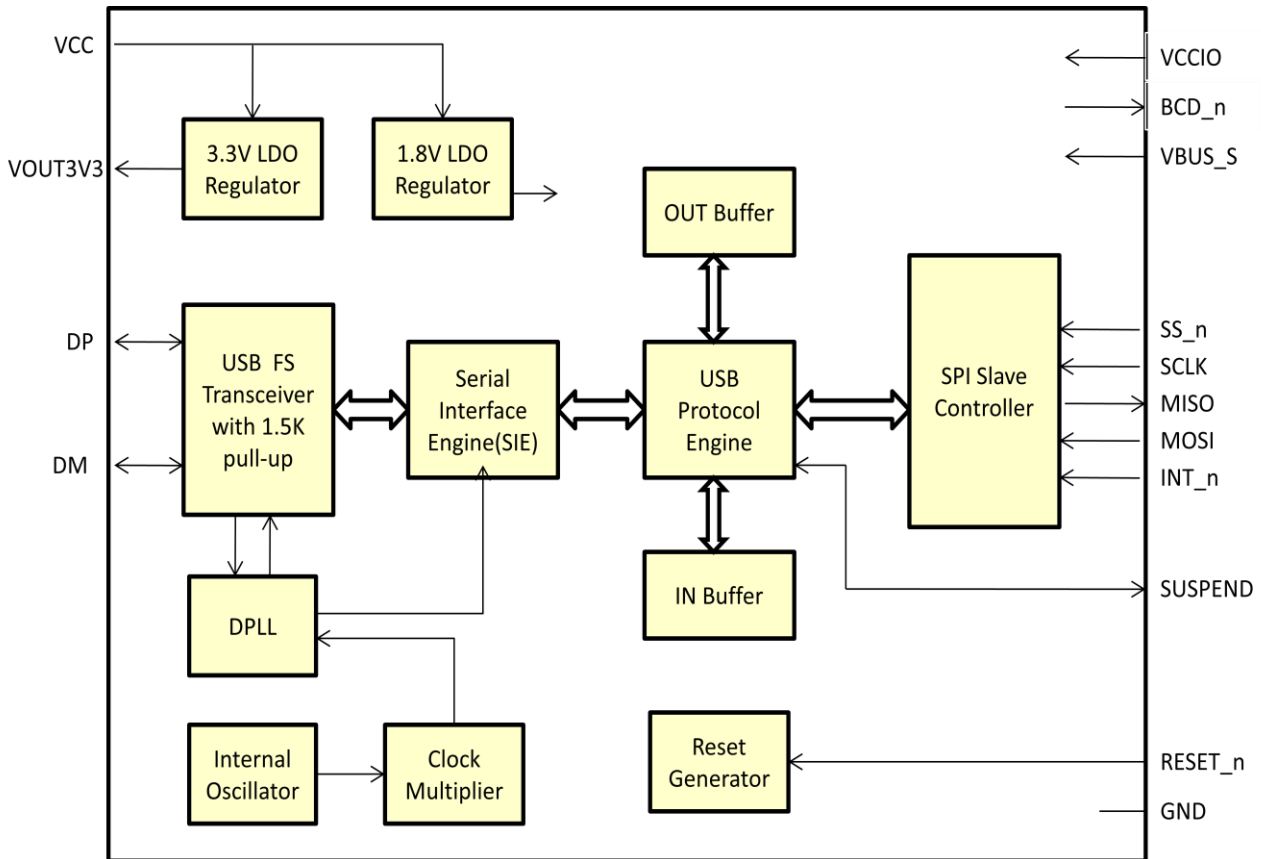 VCC
VCCIO
BCD_n
VBUS_S
VOUT3V3
3.3V LDO
Regulator
1.8V LDO
Regulator
OUT Buffer
DP
DM
USB FS
Transceiver
with 1.5K
pull-up
Serial
Interface
Engine(SIE)
USB
Protocol
Engine
SPI Slave
Controller
SS_n
SCLK
MISO
MOSI
INT_n
DPLL
IN Buffer
SUSPEND
Internal
Oscillator
Clock
Multiplier
Reset
Generator
RESET_n
GND